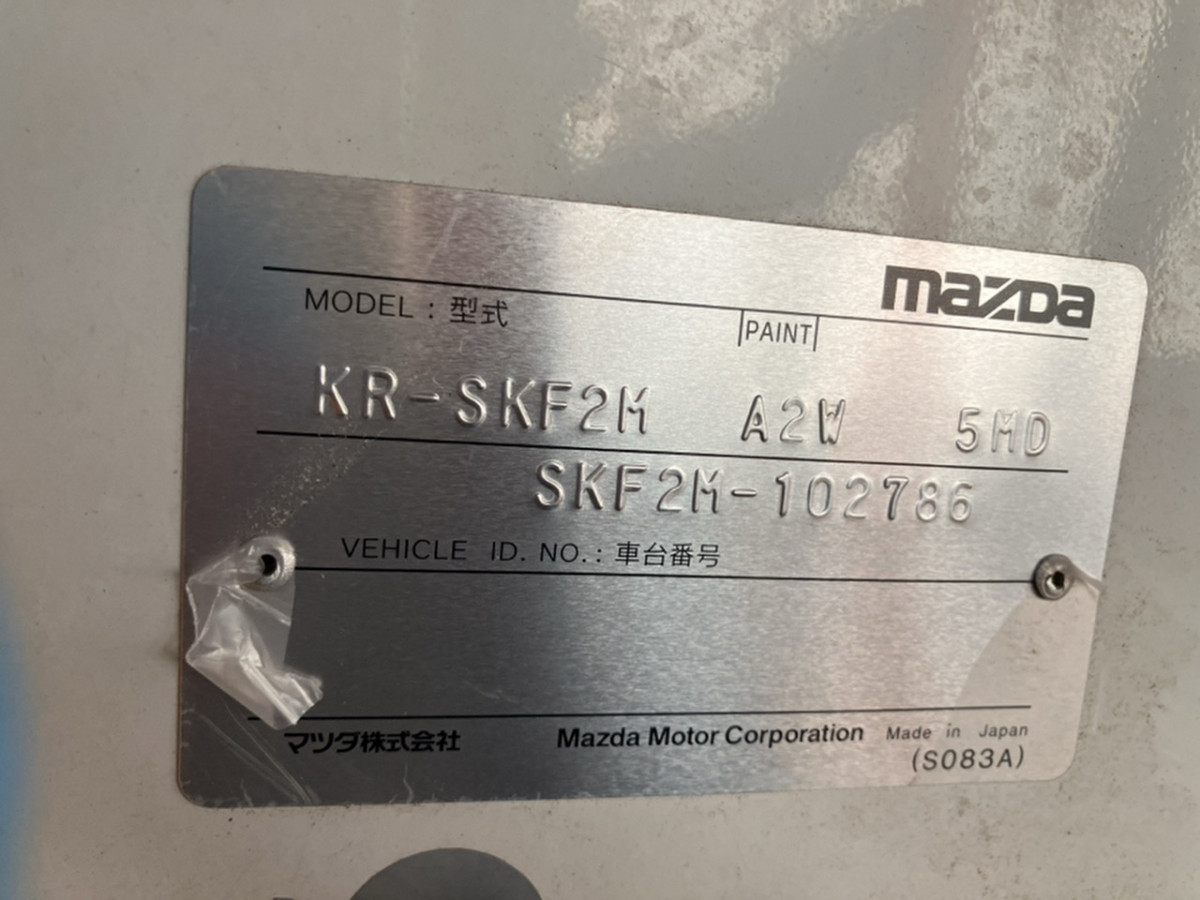 mazda
MODEL : 型式
PAINT
KR-SKF2M A2W 5MD
SKF2M-102786
VEHICLE ID. NO. : 車台番号
マツダ株式会社 Mazda Motor Corporation Made in Japan
(S083A)